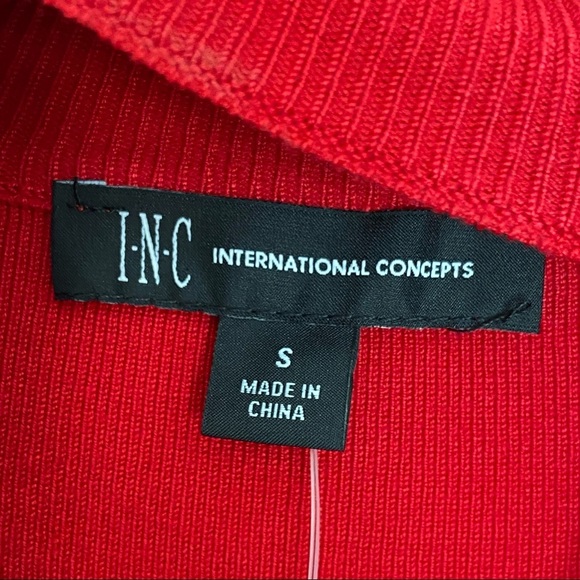 I·N·C INTERNATIONAL CONCEPTS
S
MADE IN
CHINA